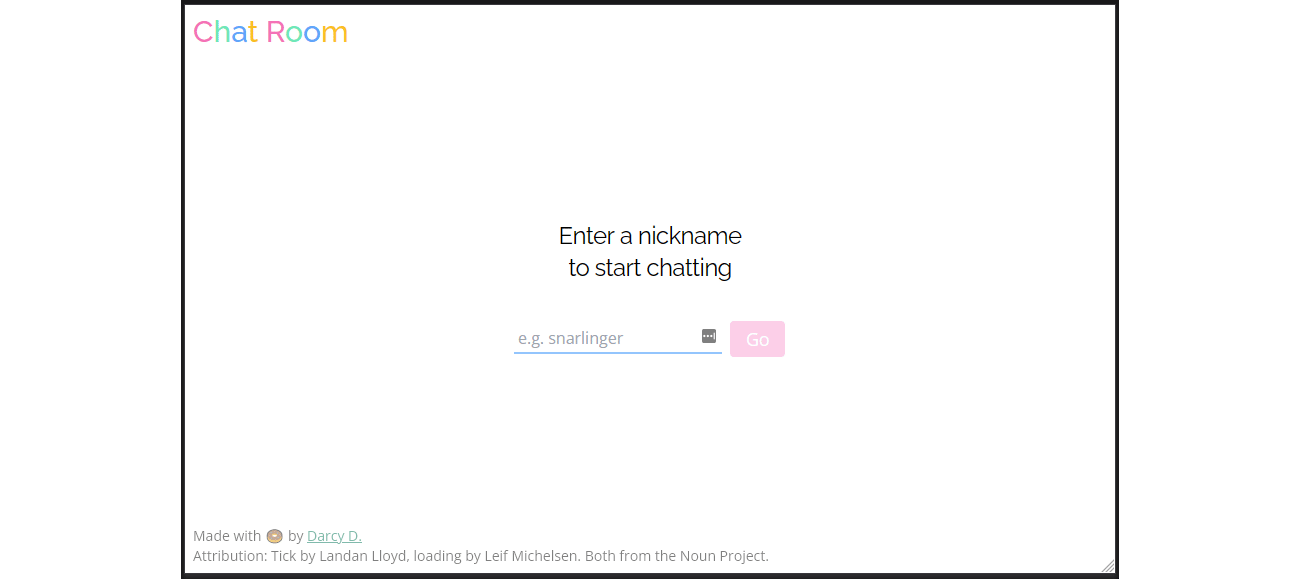 Chat Room
Enter a nickname
to start chatting
e.g. snarlinger
Go
Made with 🍩 by Darcy D.
Attribution: Tick by Landan Lloyd, loading by Leif Michelsen. Both from the Noun Project.